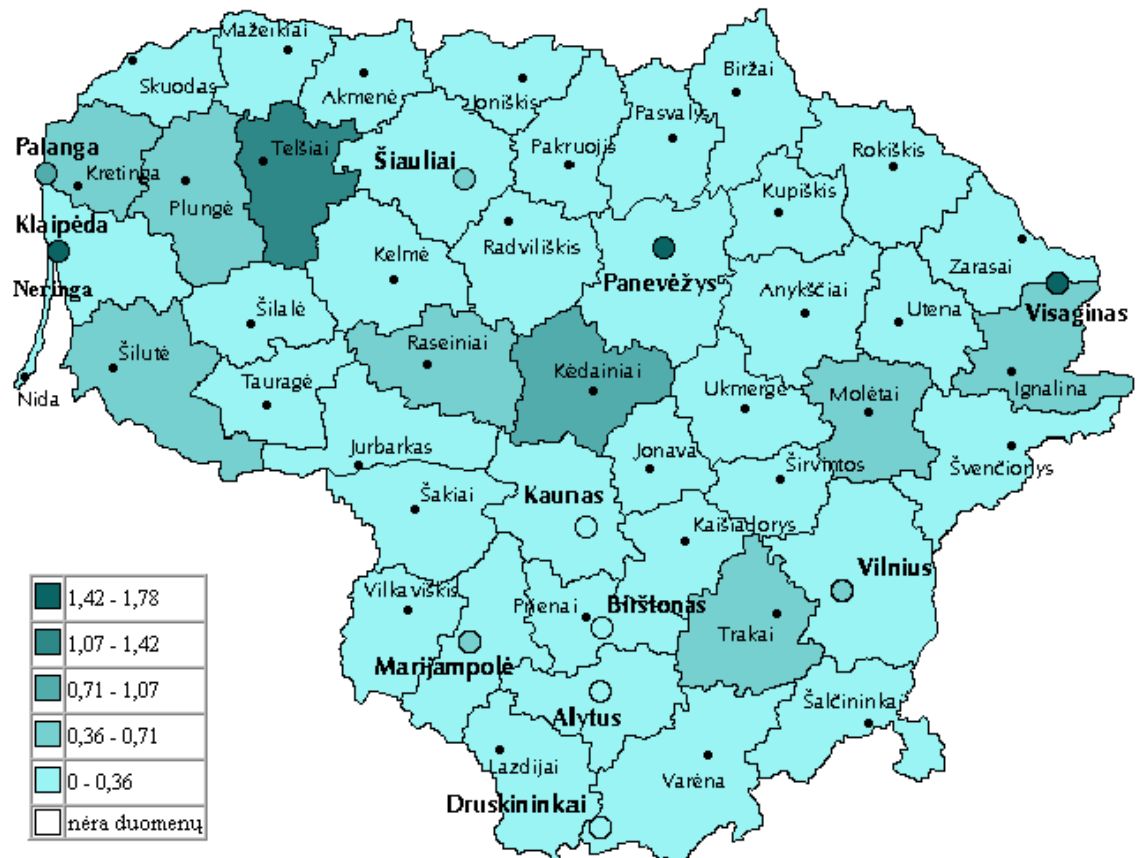 Mažeikiai
Skuodas
Akmenė
Joniškis
Biržai
Pasvalys
Palanga
Kretinga
Plungė
Telšiai
Šiauliai
Pakruojis
Rokiškis
Kupiškis
Klaipėda
Kelmė
Radviliškis
Panevėžys
Anykščiai
Zarasai
Neringa
Šilalė
Utena
Visaginas
Šilutė
Raseiniai
Kėdainiai
Nida
Tauragė
Ukmergė
Molėtai
Ignalina
Jurbarkas
Jonava
Širvintos
Švenčionys
Šakiai
Kaunas
Kaišiadorys
Vilnius
Vilkaviškis
Prienai
Birštonas
Trakai
Marijampolė
Alytus
Šalčininkai
Lazdijai
Varėna
Druskininkai
1,42 - 1,78
1,07 - 1,42
0,71 - 1,07
0,36 - 0,71
0 - 0,36
nėra duomenų